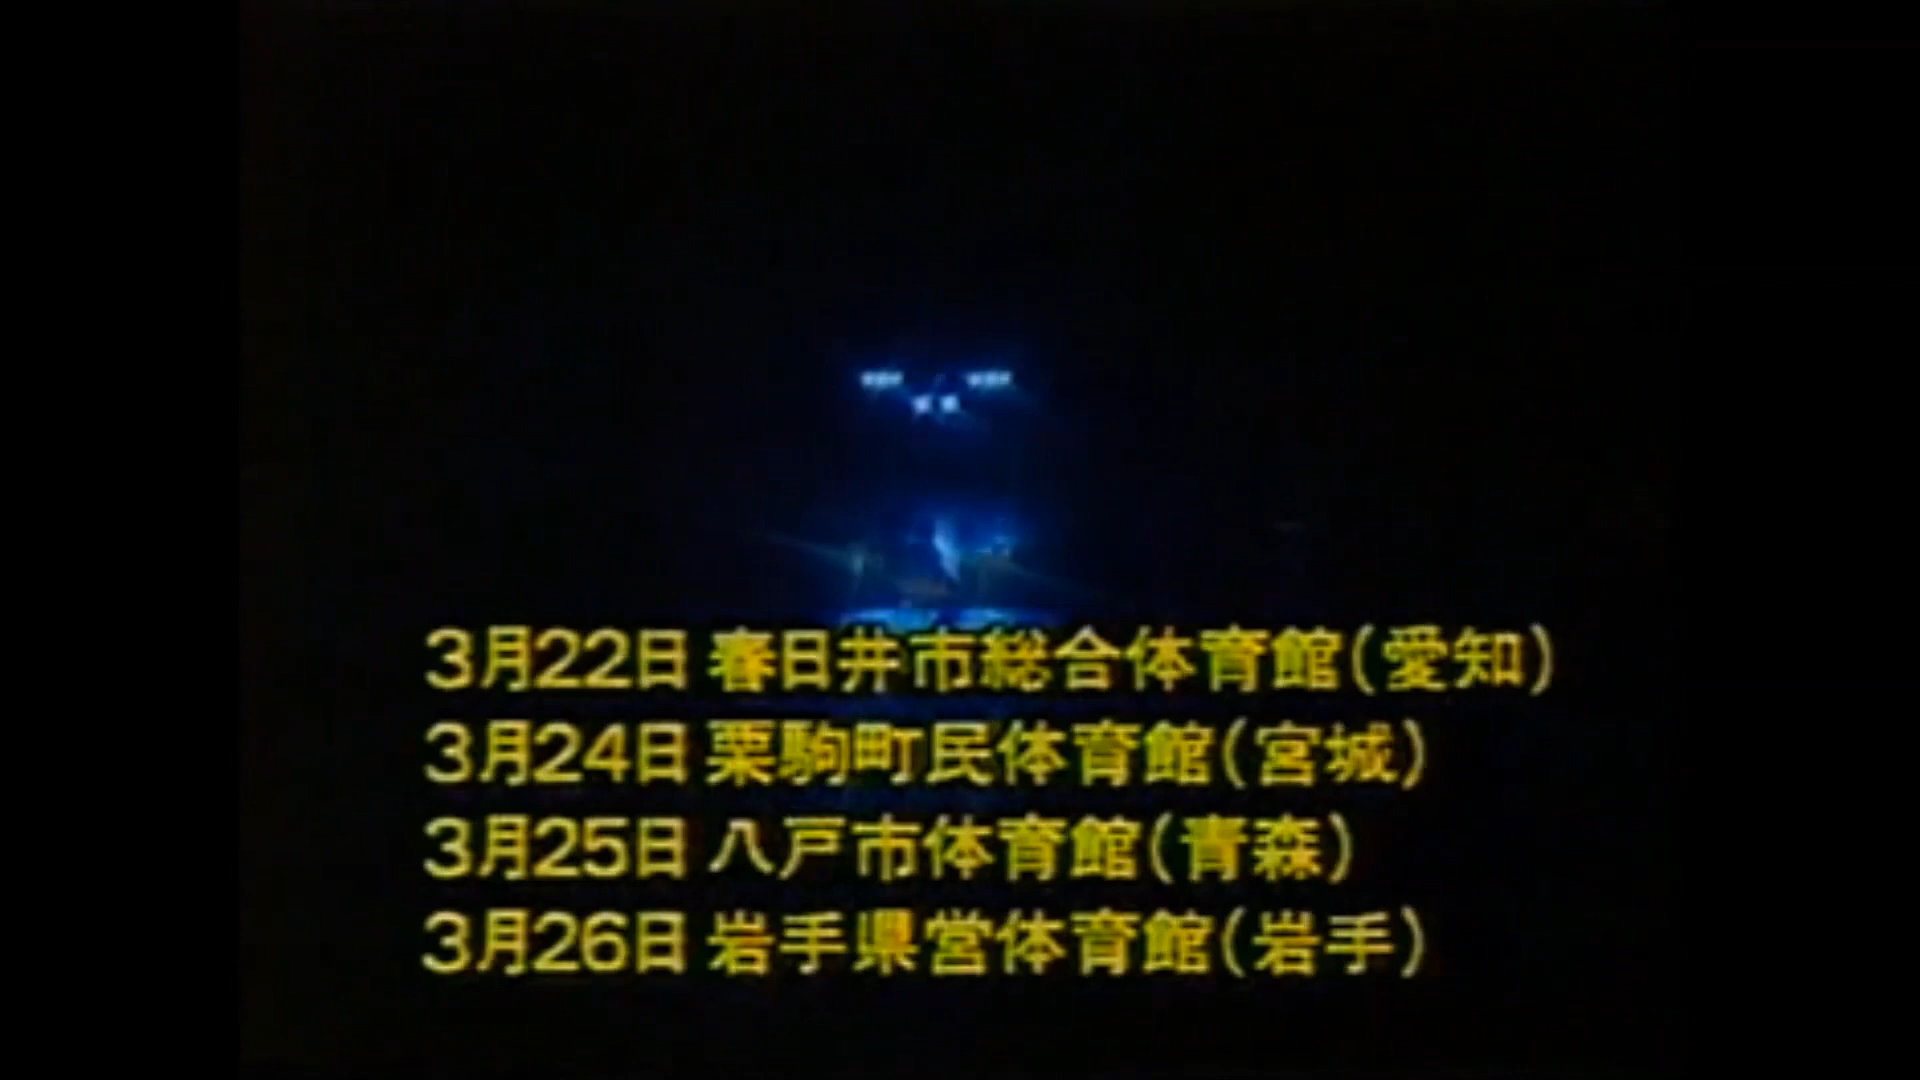 3月22日 春日井市総合体育館(愛知)
3月24日 栗駒町民体育館(宮城)
3月25日 八戸市体育館(青森)
3月26日 岩手県営体育館(岩手)